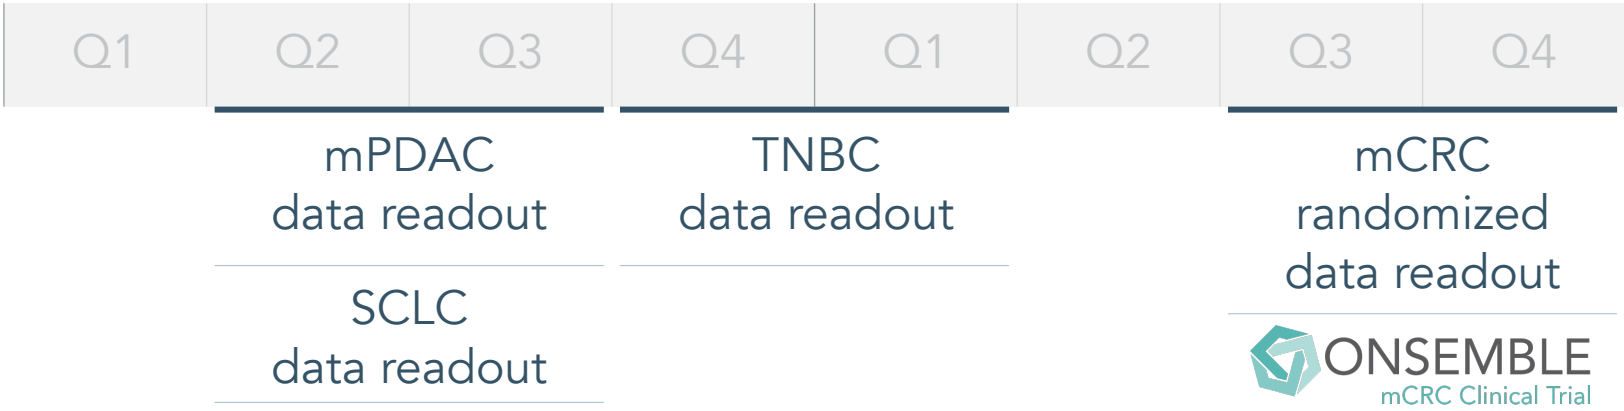 Q1 Q2 Q3 Q4 Q1 Q2 Q3 Q4
mPDAC
data readout
SCLC
data readout
TNBC
data readout
mCRC
randomized
data readout
ONSEMBLE
mCRC Clinical Trial